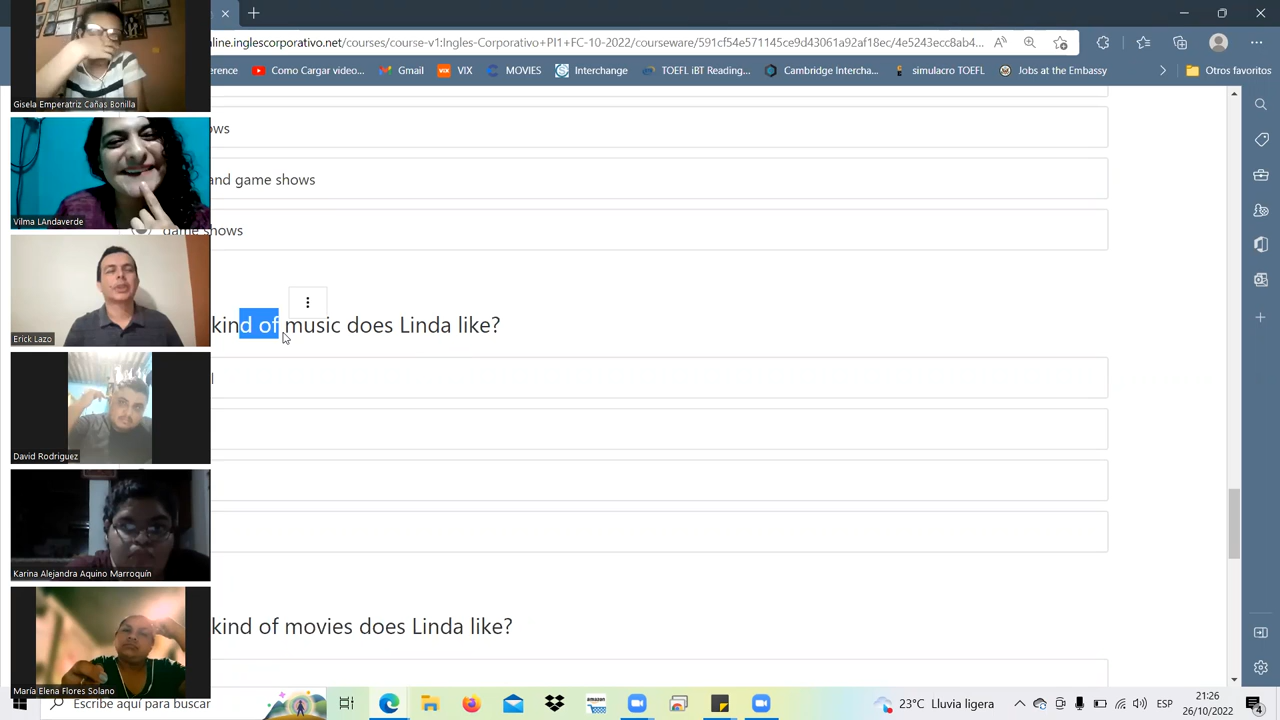 Gisela Emperatriz Cañas Bonilla
Vilma LAndaverde
Erick Lazo
David Rodriguez
Karina Alejandra Aquino Marroquín
María Elena Flores Solano
nline.inglescorporativo.net/courses/course-v1:Ingles-Corporativo+PI1+FC-10-2022/courseware/591cf54e571145ce9d43061a92af18ec/4e5243ecc8ab4...
erence
Como Cargar video...
Gmail
VIX
MOVIES
Interchange
TOEFL iBT Reading...
Cambridge Intercha...
simulacro TOEFL
Jobs at the Embassy
Otros favoritos
ows
and game shows
game shows
kind of music does Linda like?
l
kind of movies does Linda like?
Escribe aquí para buscar
amazon
23°C Lluvia ligera
ESP
21:26
26/10/2022
4